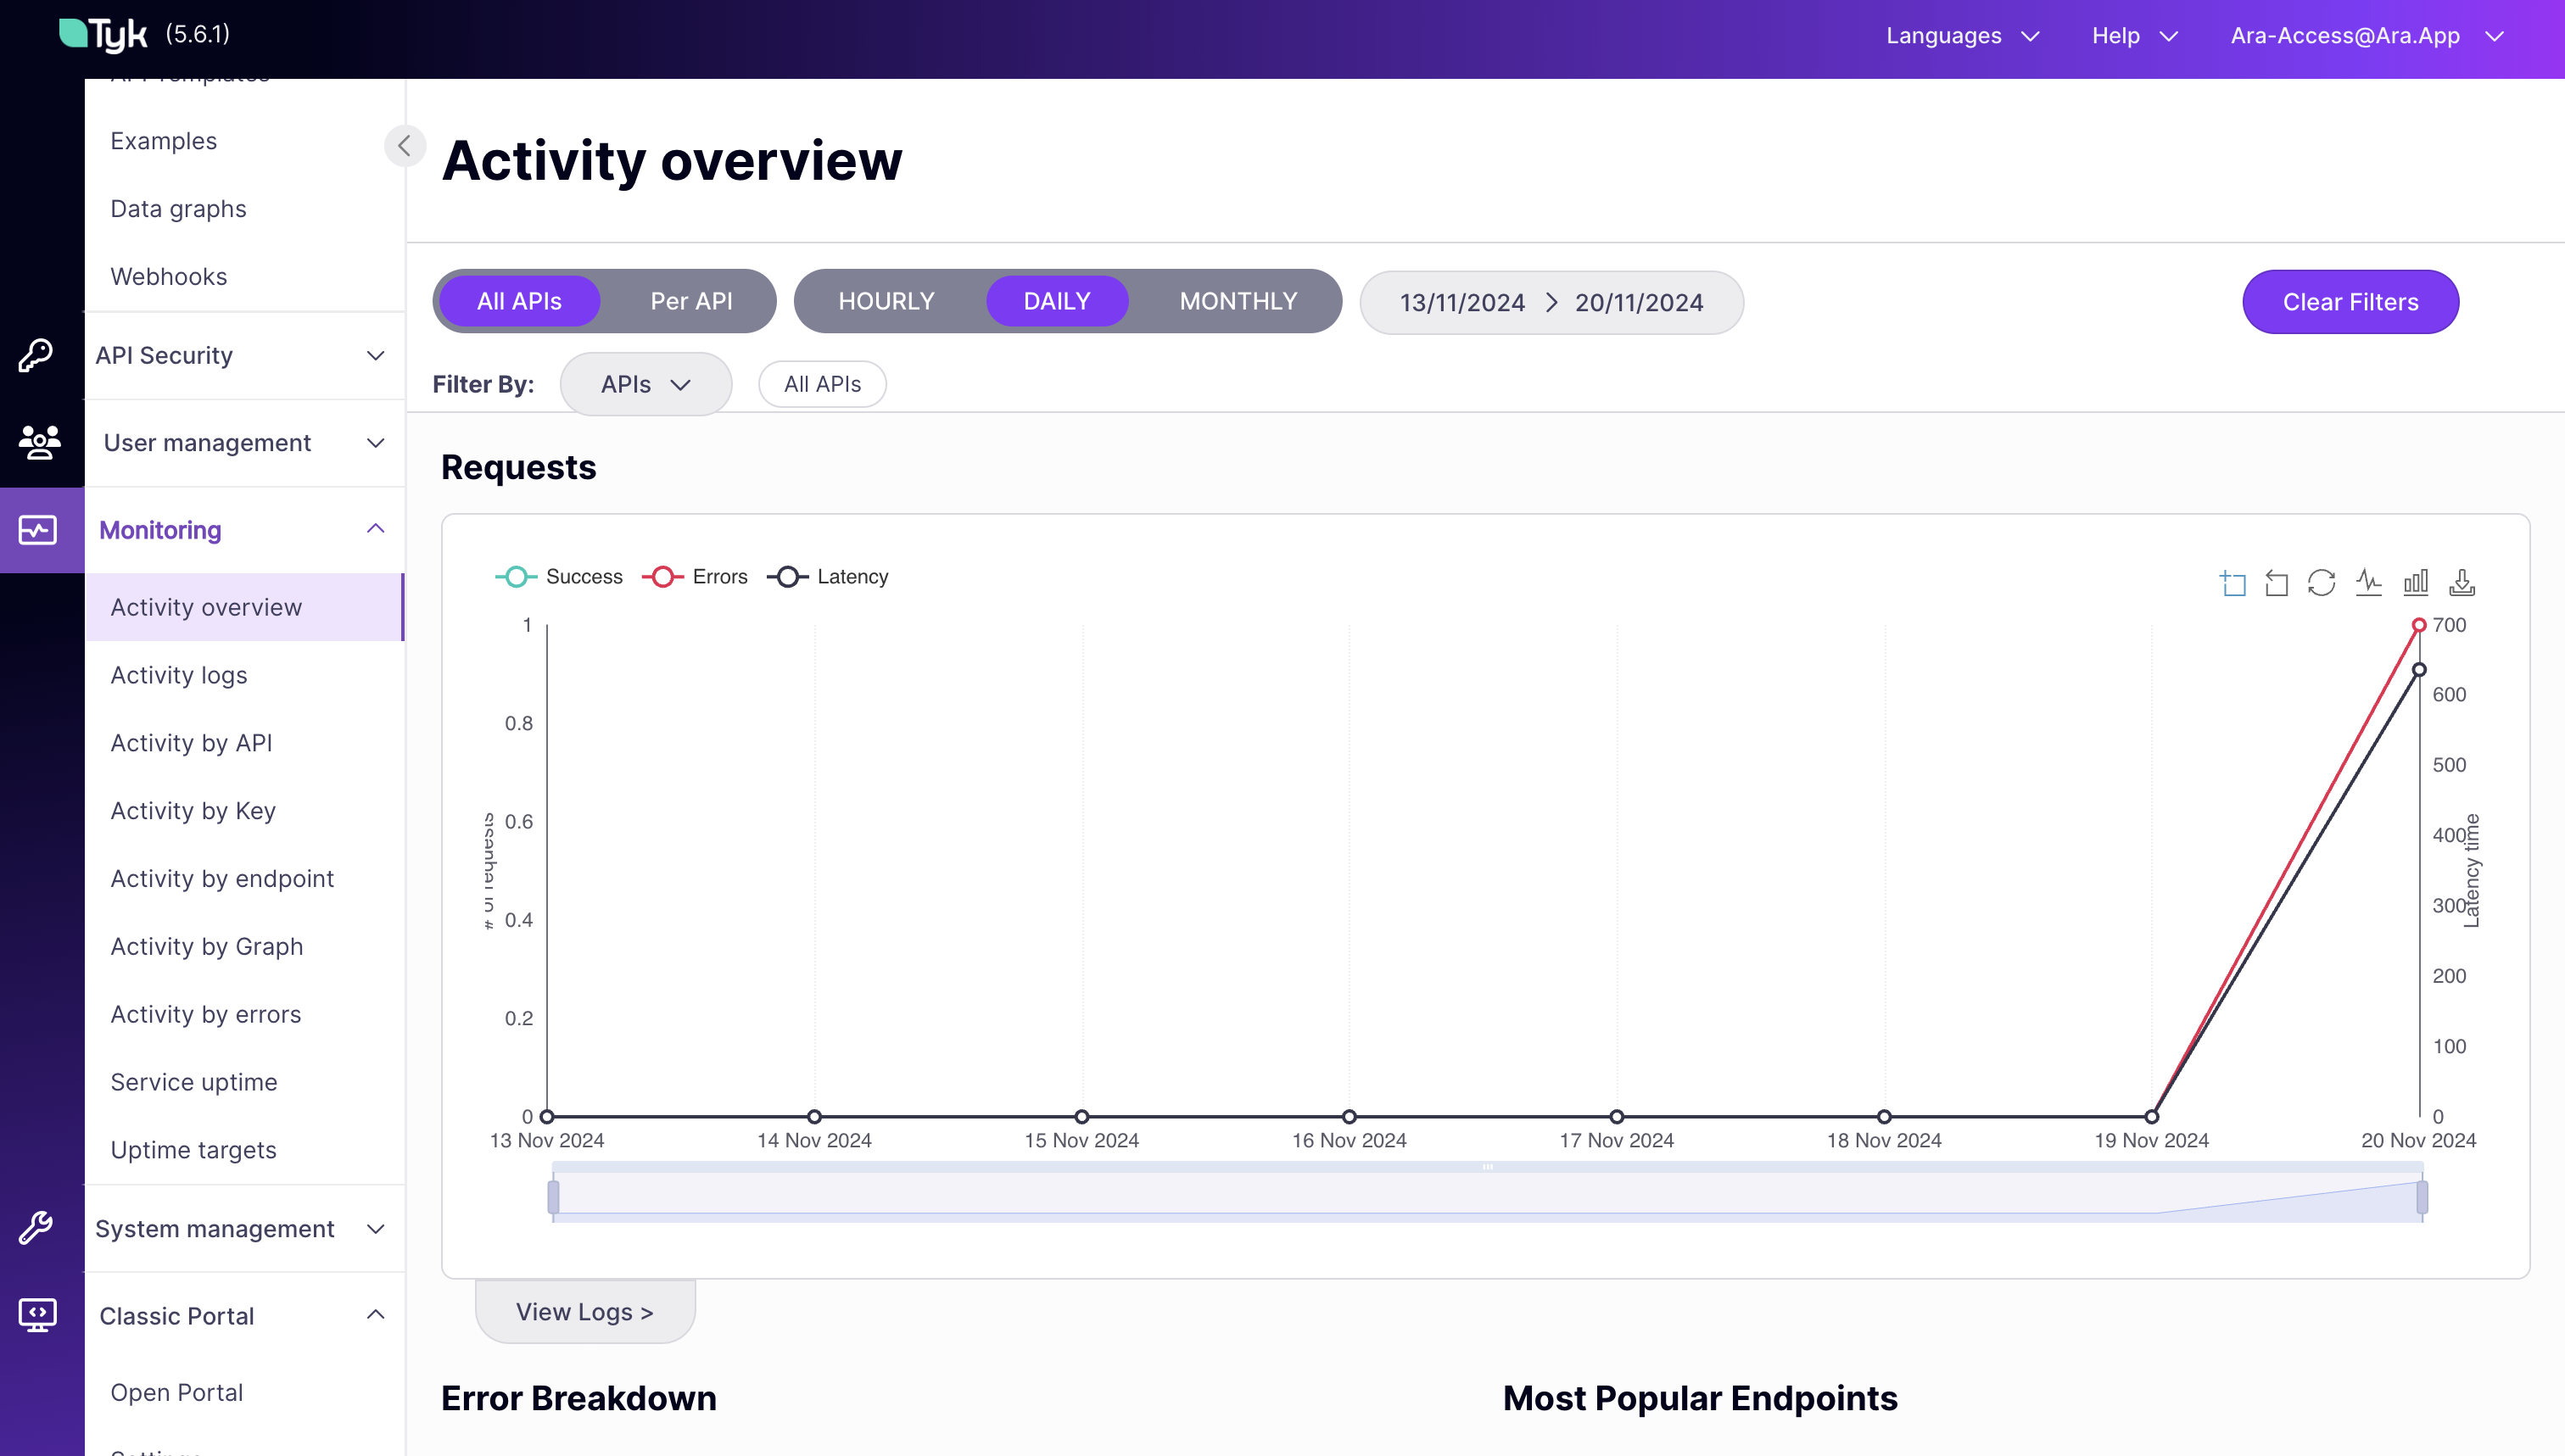 Tyk (5.6.1)
Languages
Help
Ara-Access@Ara.App
API Templates
Examples
Data graphs
Webhooks
API Security
User management
Monitoring
Activity overview
Activity logs
Activity by API
Activity by Key
Activity by endpoint
Activity by Graph
Activity by errors
Service uptime
Uptime targets
System management
Classic Portal
Open Portal
Settings
Activity overview
All APIs Per API
HOURLY DAILY MONTHLY
13/11/2024 20/11/2024
Clear Filters
Filter By: APIs All APIs
Requests
Success Errors Latency
1
0.8
0.6
0.4
0.2
0
# of requests
700
600
500
400
300
200
100
0
Latency time
13 Nov 2024 14 Nov 2024 15 Nov 2024 16 Nov 2024 17 Nov 2024 18 Nov 2024 19 Nov 2024 20 Nov 2024
View Logs >
Error Breakdown
Most Popular Endpoints